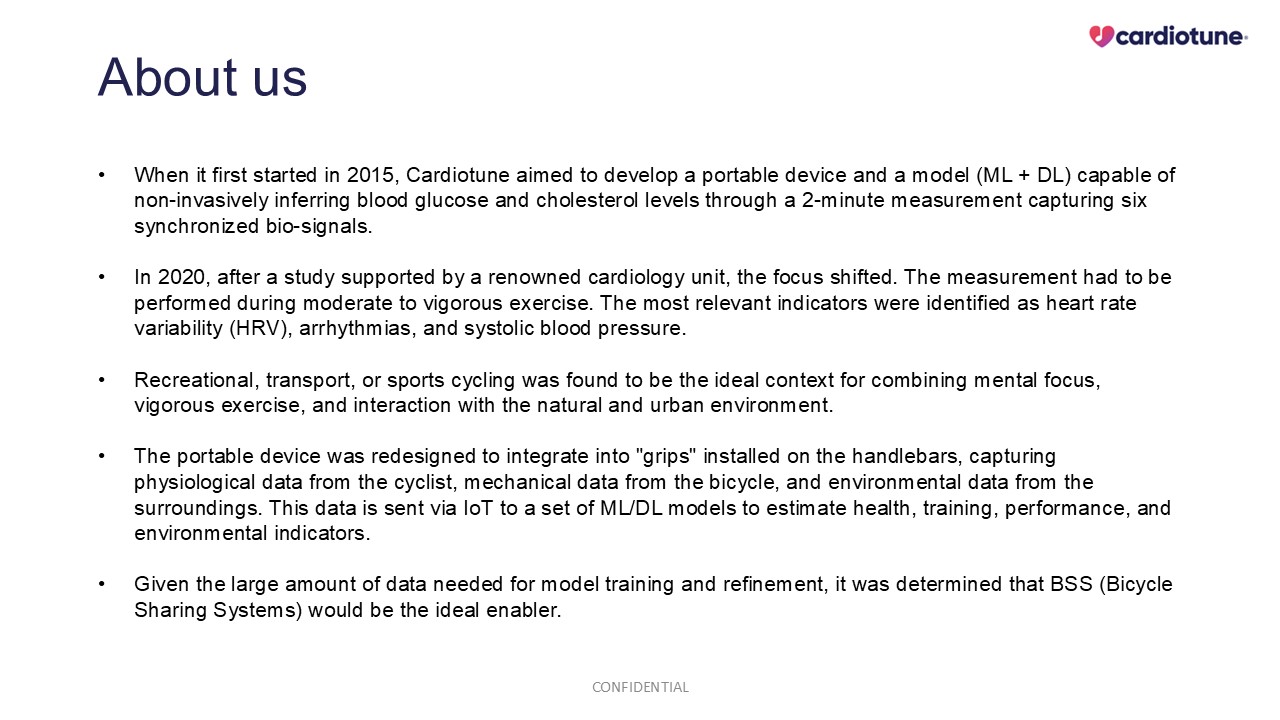 cardiotune
About us
• When it first started in 2015, Cardiotune aimed to develop a portable device and a model (ML + DL) capable of
non-invasively inferring blood glucose and cholesterol levels through a 2-minute measurement capturing six
synchronized bio-signals.
• In 2020, after a study supported by a renowned cardiology unit, the focus shifted. The measurement had to be
performed during moderate to vigorous exercise. The most relevant indicators were identified as heart rate
variability (HRV), arrhythmias, and systolic blood pressure.
• Recreational, transport, or sports cycling was found to be the ideal context for combining mental focus,
vigorous exercise, and interaction with the natural and urban environment.
• The portable device was redesigned to integrate into "grips" installed on the handlebars, capturing
physiological data from the cyclist, mechanical data from the bicycle, and environmental data from the
surroundings. This data is sent via IoT to a set of ML/DL models to estimate health, training, performance, and
environmental indicators.
• Given the large amount of data needed for model training and refinement, it was determined that BSS (Bicycle
Sharing Systems) would be the ideal enabler.
CONFIDENTIAL